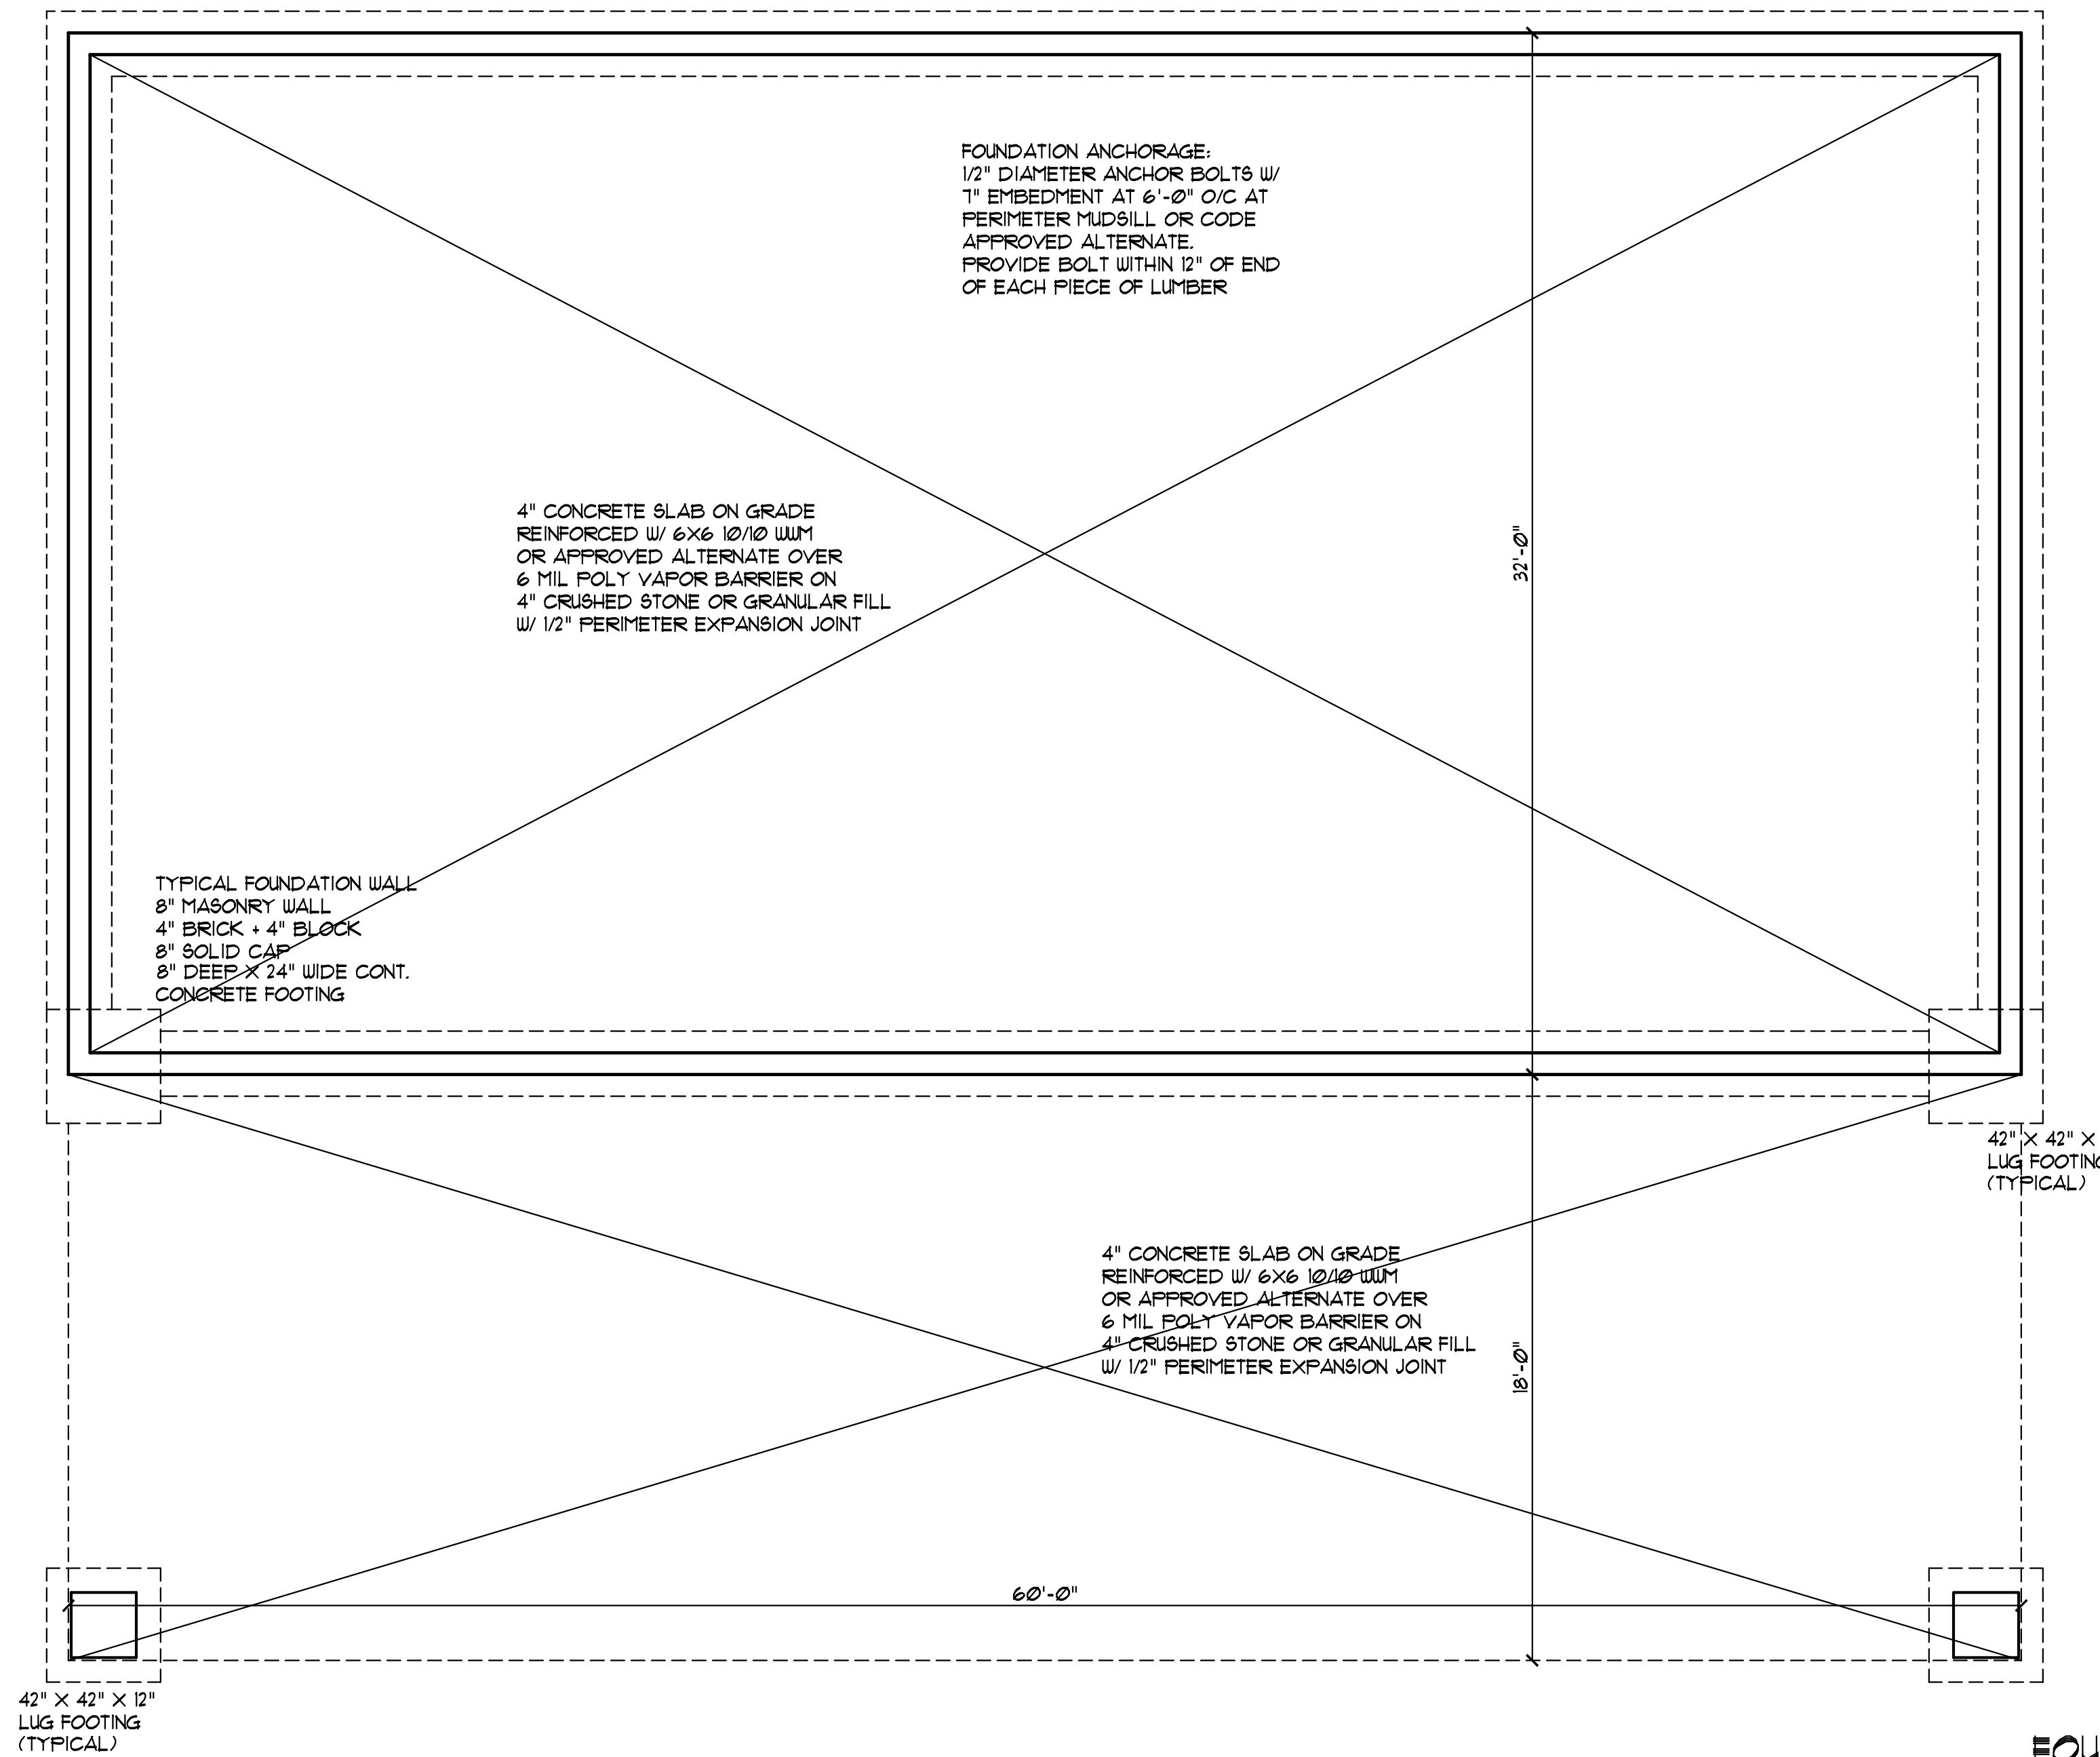 FOUNDATION ANCHORAGE:
1/2" DIAMETER ANCHOR BOLTS W/
7" EMBEDMENT AT 6'-0" O/C AT
PERIMETER MUDSILL OR CODE
APPROVED ALTERNATE.
PROVIDE BOLT WITHIN 12" OF END
OF EACH PIECE OF LUMBER
4" CONCRETE SLAB ON GRADE
REINFORCED W/ 6X6 10/10 WWM
OR APPROVED ALTERNATE OVER
6 MIL POLY VAPOR BARRIER ON
4" CRUSHED STONE OR GRANULAR FILL
W/ 1/2" PERIMETER EXPANSION JOINT
32'-0"
TYPICAL FOUNDATION WALL
8" MASONRY WALL
4" BRICK + 4" BLOCK
8" SOLID CAP
8" DEEP X 24" WIDE CONT.
CONCRETE FOOTING
42" X 42" X
LUG FOOTING
(TYPICAL)
4" CONCRETE SLAB ON GRADE
REINFORCED W/ 6X6 10/10 WWM
OR APPROVED ALTERNATE OVER
6 MIL POLY VAPOR BARRIER ON
4" CRUSHED STONE OR GRANULAR FILL
W/ 1/2" PERIMETER EXPANSION JOINT
18'-0"
60'-0"
42" X 42" X 12"
LUG FOOTING
(TYPICAL)